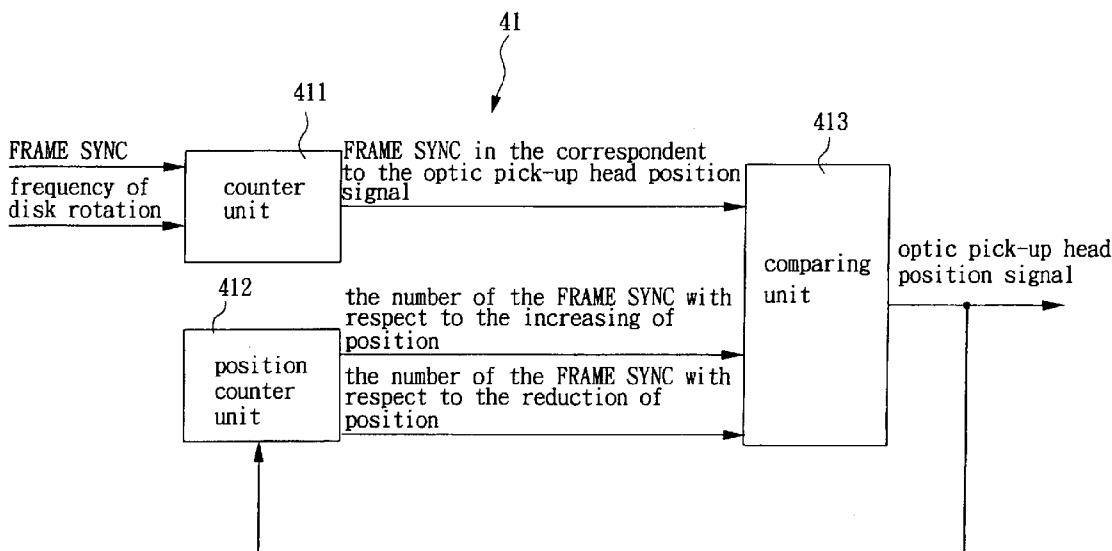 41
411
413
FRAME SYNC
frequency of
disk rotation
counter
unit
FRAME SYNC in the correspondent
to the optic pick-up head position
signal
comparing
unit
optic pick-up head
position signal
412
position
counter
unit
the number of the FRAME SYNC with
respect to the increasing of
position
the number of the FRAME SYNC with
respect to the reduction of
position